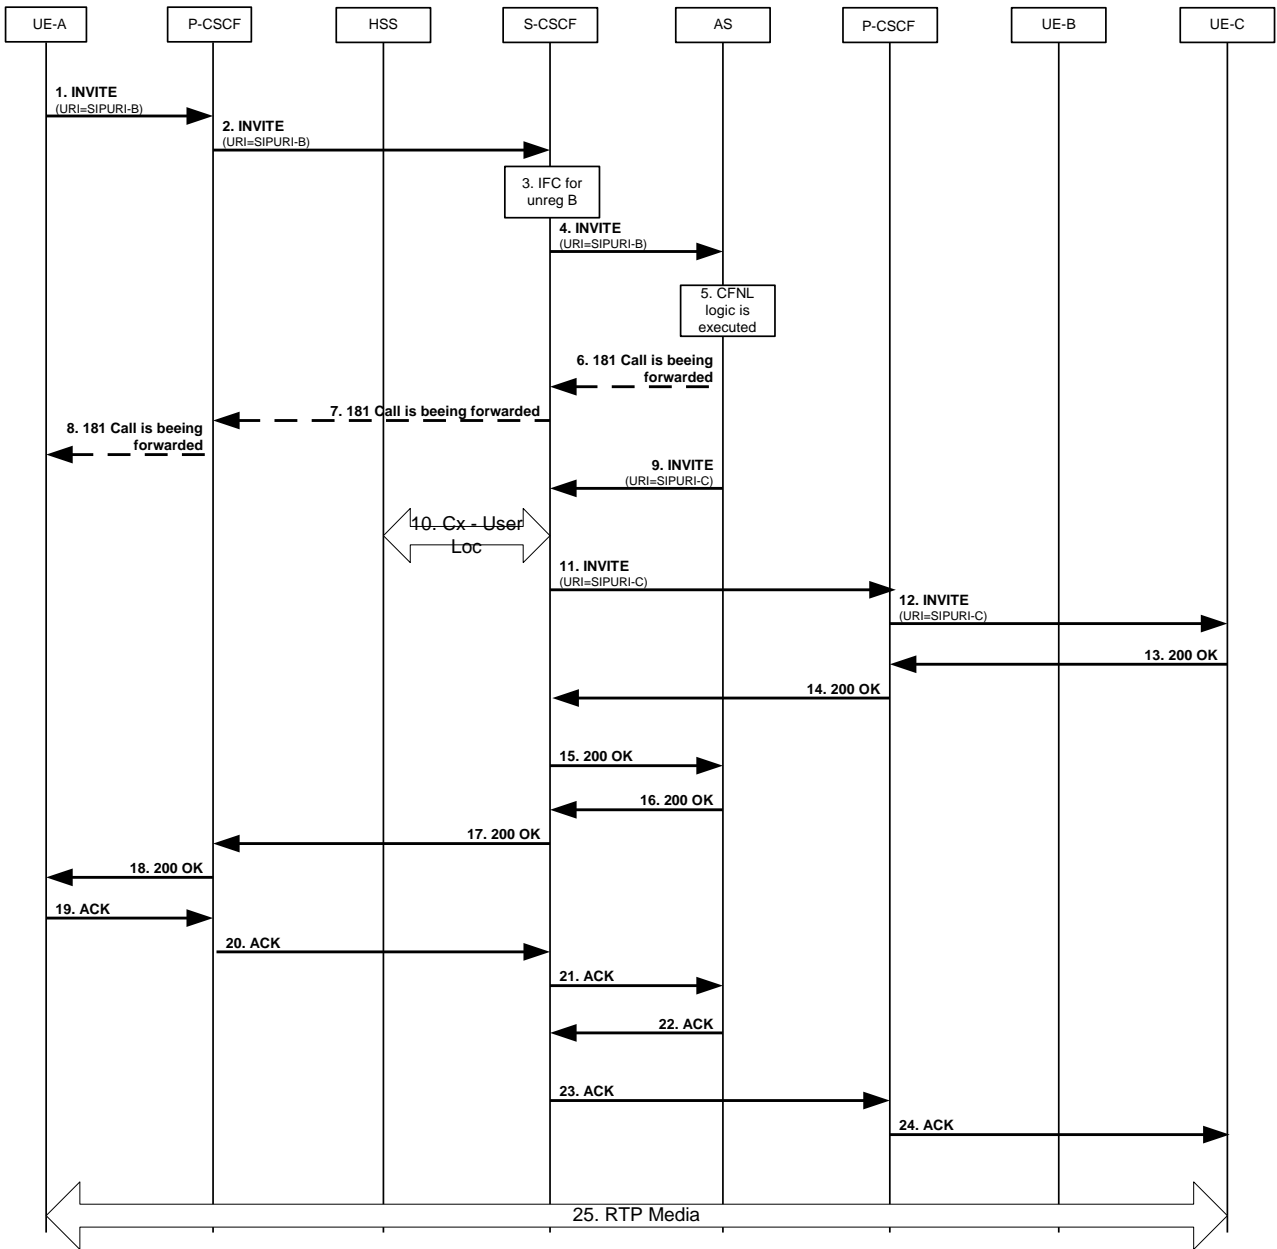 UE-A
P-CSCF
HSS
S-CSCF
AS
P-CSCF
UE-B
UE-C
1. INVITE
(URI=SIPURI-B)
2. INVITE
(URI=SIPURI-B)
3. IFC for
unreg B
4. INVITE
(URI=SIPURI-B)
5. CFNL
logic is
executed
6. 181 Call is beeing
forwarded
7. 181 Call is beeing forwarded
8. 181 Call is beeing
forwarded
9. INVITE
(URI=SIPURI-C)
10. Cx - User
Loc
11. INVITE
(URI=SIPURI-C)
12. INVITE
(URI=SIPURI-C)
13. 200 OK
14. 200 OK
15. 200 OK
16. 200 OK
17. 200 OK
18. 200 OK
19. ACK
20. ACK
21. ACK
22. ACK
23. ACK
24. ACK
25. RTP Media